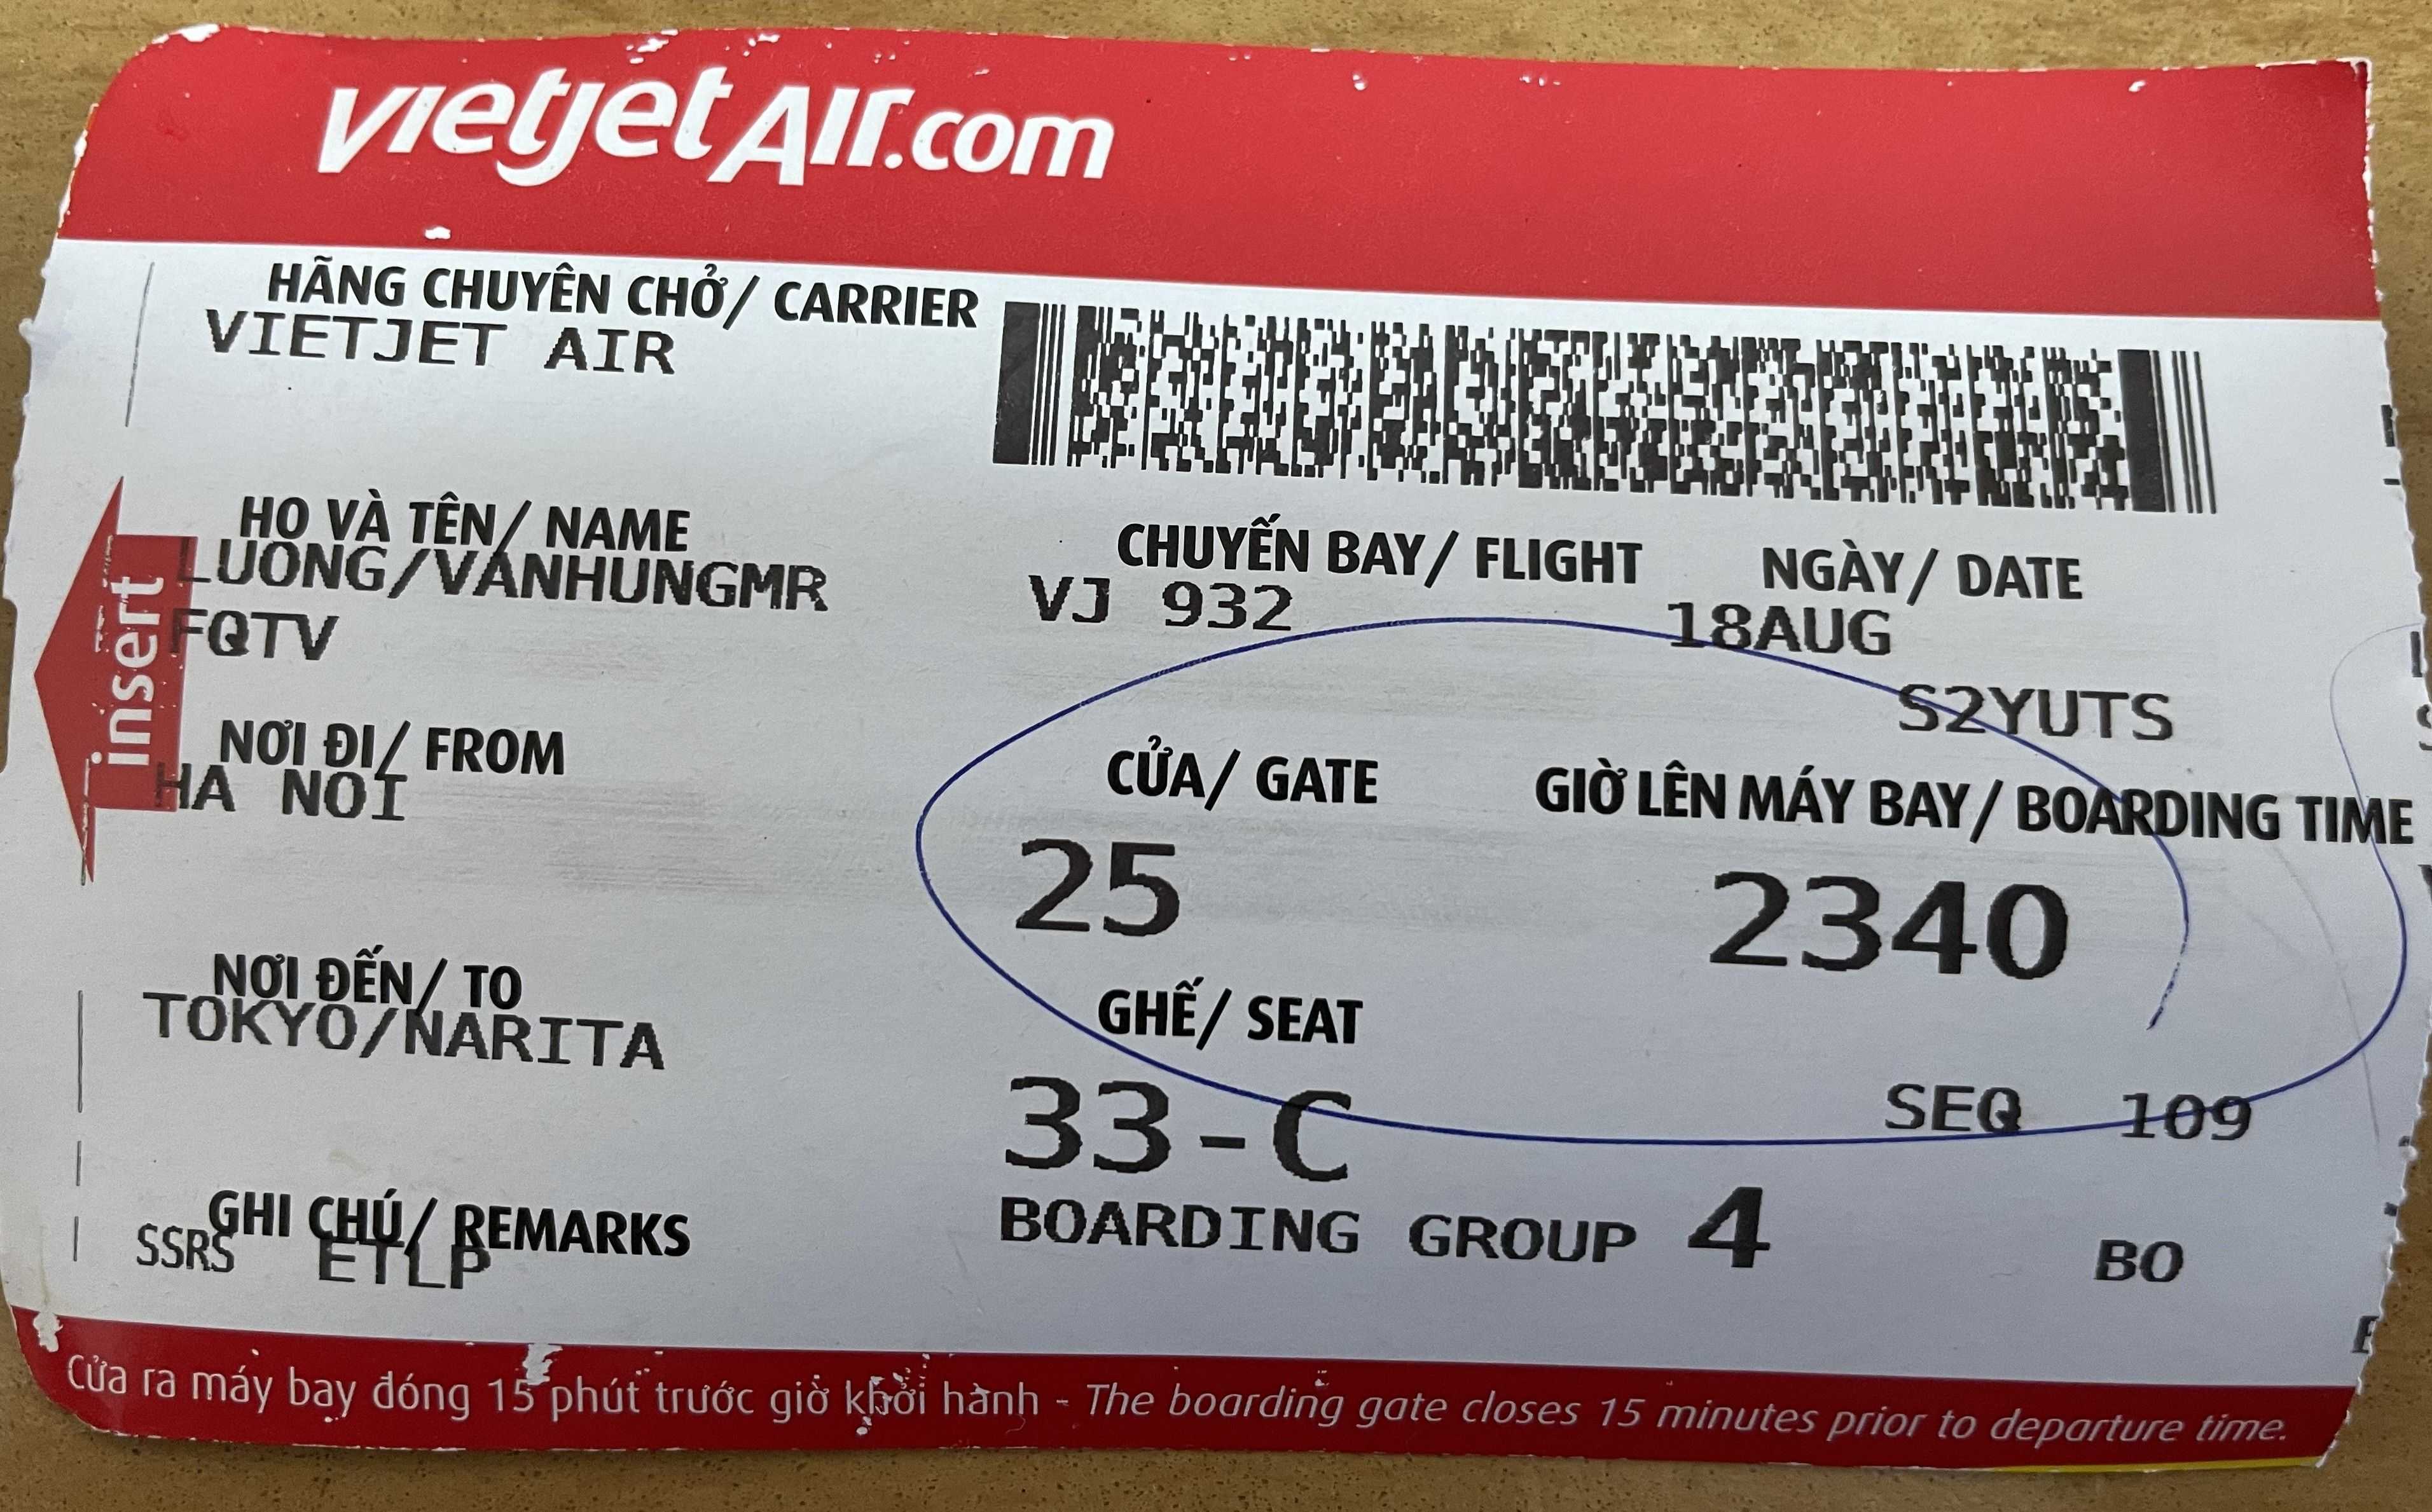 vietjetAir.com
HÃNG CHUYÊN CHỞ/ CARRIER
VIETJET AIR
HỌ VÀ TÊN/ NAME
LUONG/VANHUNGMR
FQTV
CHUYẾN BAY/ FLIGHT
VJ 932
NGÀY/ DATE
18AUG
S2YUTS
NƠI ĐI/ FROM
HA NOI
CỬA/ GATE
25
GIỜ LÊN MÁY BAY/ BOARDING TIME
2340
NƠI ĐẾN/ TO
TOKYO/NARITA
GHẾ/ SEAT
33-C
SEQ 109
GHI CHÚ/ REMARKS
SSRS ETLP
BOARDING GROUP 4
BO
insert
Cửa ra máy bay đóng 15 phút trước giờ khởi hành - The boarding gate closes 15 minutes prior to departure time.